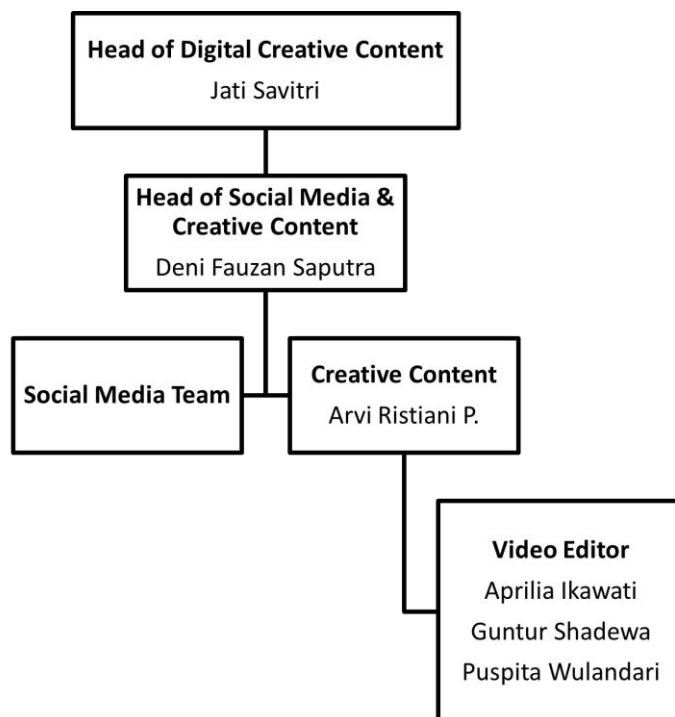 Head of Digital Creative Content
Jati Savitri
Head of Social Media &
Creative Content
Deni Fauzan Saputra
Social Media Team
Creative Content
Arvi Ristiani P.
Video Editor
Aprilia Ikawati
Guntur Shadewa
Puspita Wulandari